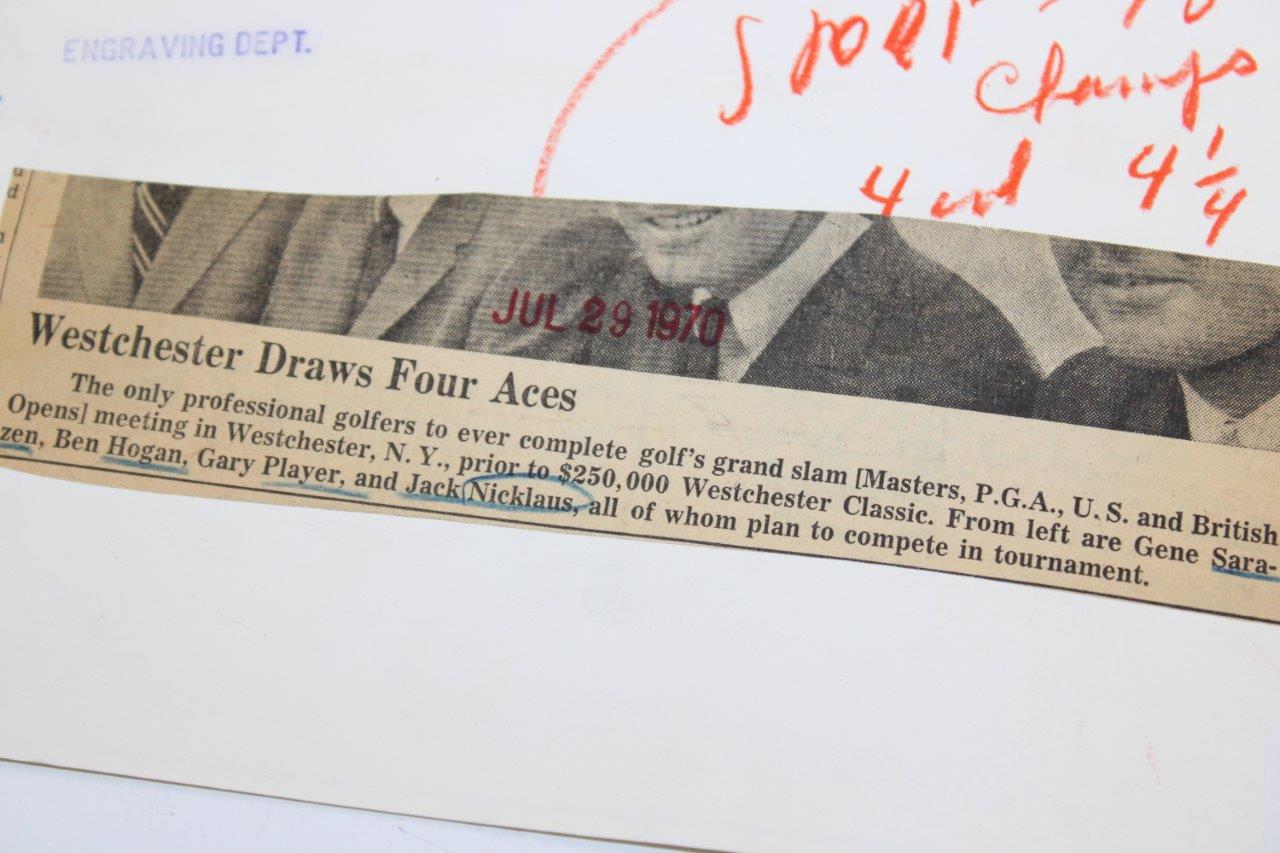 ENGRAVING DEPT.
SPORT
Champs
4 col 4 1/4
JUL 29 1970
Westchester Draws Four Aces
The only professional golfers to ever complete golf's grand slam [Masters, P.G.A., U. S. and British
Opens] meeting in Westchester, N. Y., prior to $250,000 Westchester Classic. From left are Gene Sara-
zen, Ben Hogan, Gary Player, and Jack Nicklaus, all of whom plan to compete in tournament.